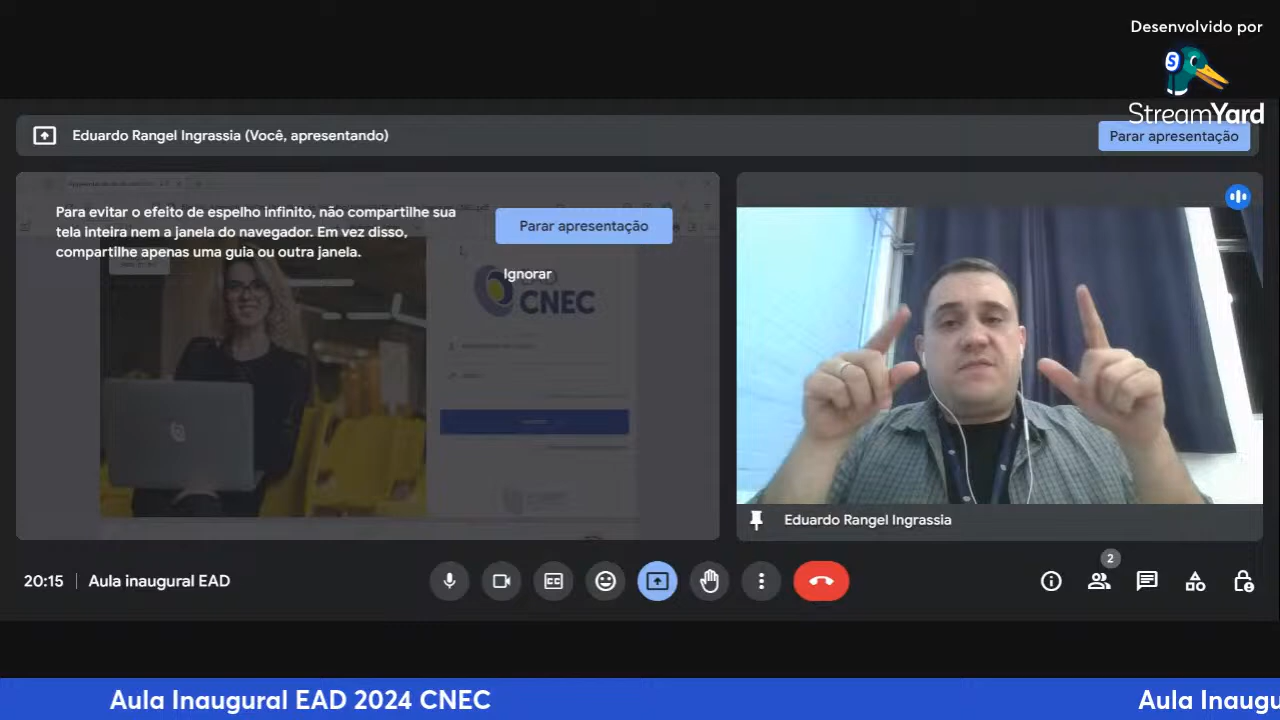 Desenvolvido por
StreamYard
Eduardo Rangel Ingrassia (Você, apresentando)
Parar apresentação
Para evitar o efeito de espelho infinito, não compartilhe sua
tela inteira nem a janela do navegador. Em vez disso,
compartilhe apenas uma guia ou outra janela.
Parar apresentação
Ignorar
EAD
CNEC
Eduardo Rangel Ingrassia
20:15
Aula inaugural EAD
2
Aula Inaugural EAD 2024 CNEC
Aula Inaugu